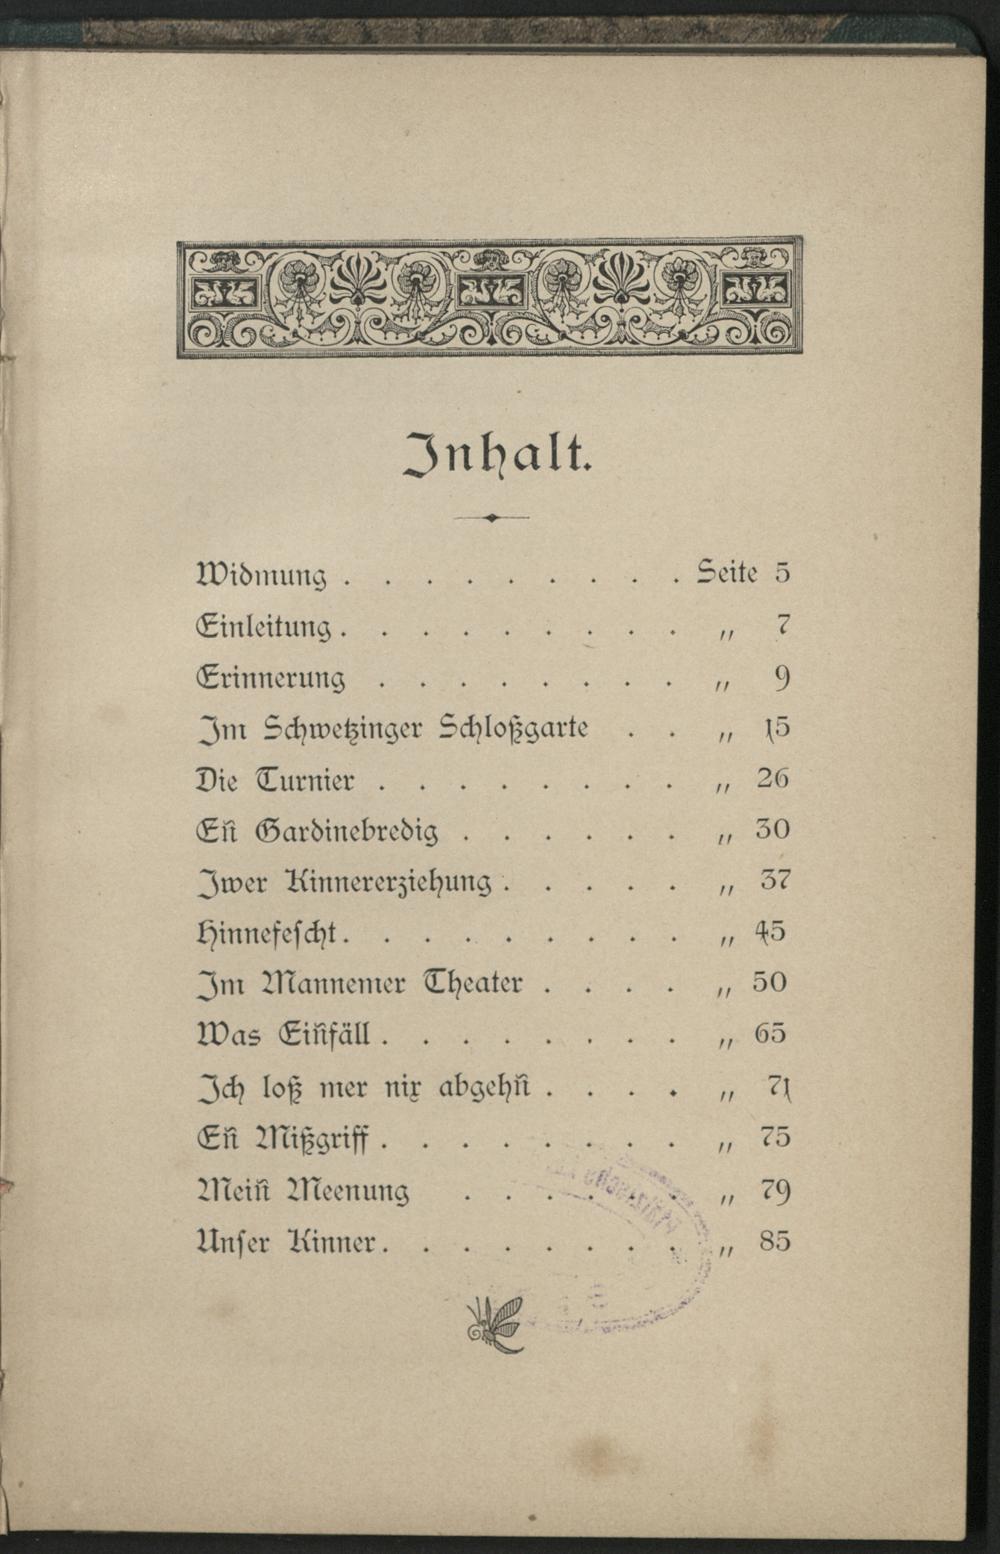 Inhalt.
Widmung . . . . . . . . . Seite 5
Einleitung . . . . . . . . . „ 7
Erinnerung . . . . . . . . „ 9
Im Schwetzinger Schloßgarte . . „ 15
Die Turnier . . . . . . . . „ 26
Eñ Gardinebredig . . . . . . „ 30
Iwer Kinnererziehung . . . . . „ 37
Hinnefeſcht . . . . . . . . . „ 45
Im Mannemer Theater . . . . „ 50
Was Eiñfäll . . . . . . . . „ 65
Ich loß mer nix abgehñ . . . . „ 71
Eñ Mißgriff . . . . . . . . „ 75
Meiñ Meenung . . . . . . „ 79
Unſer Kinner . . . . . . . . „ 85